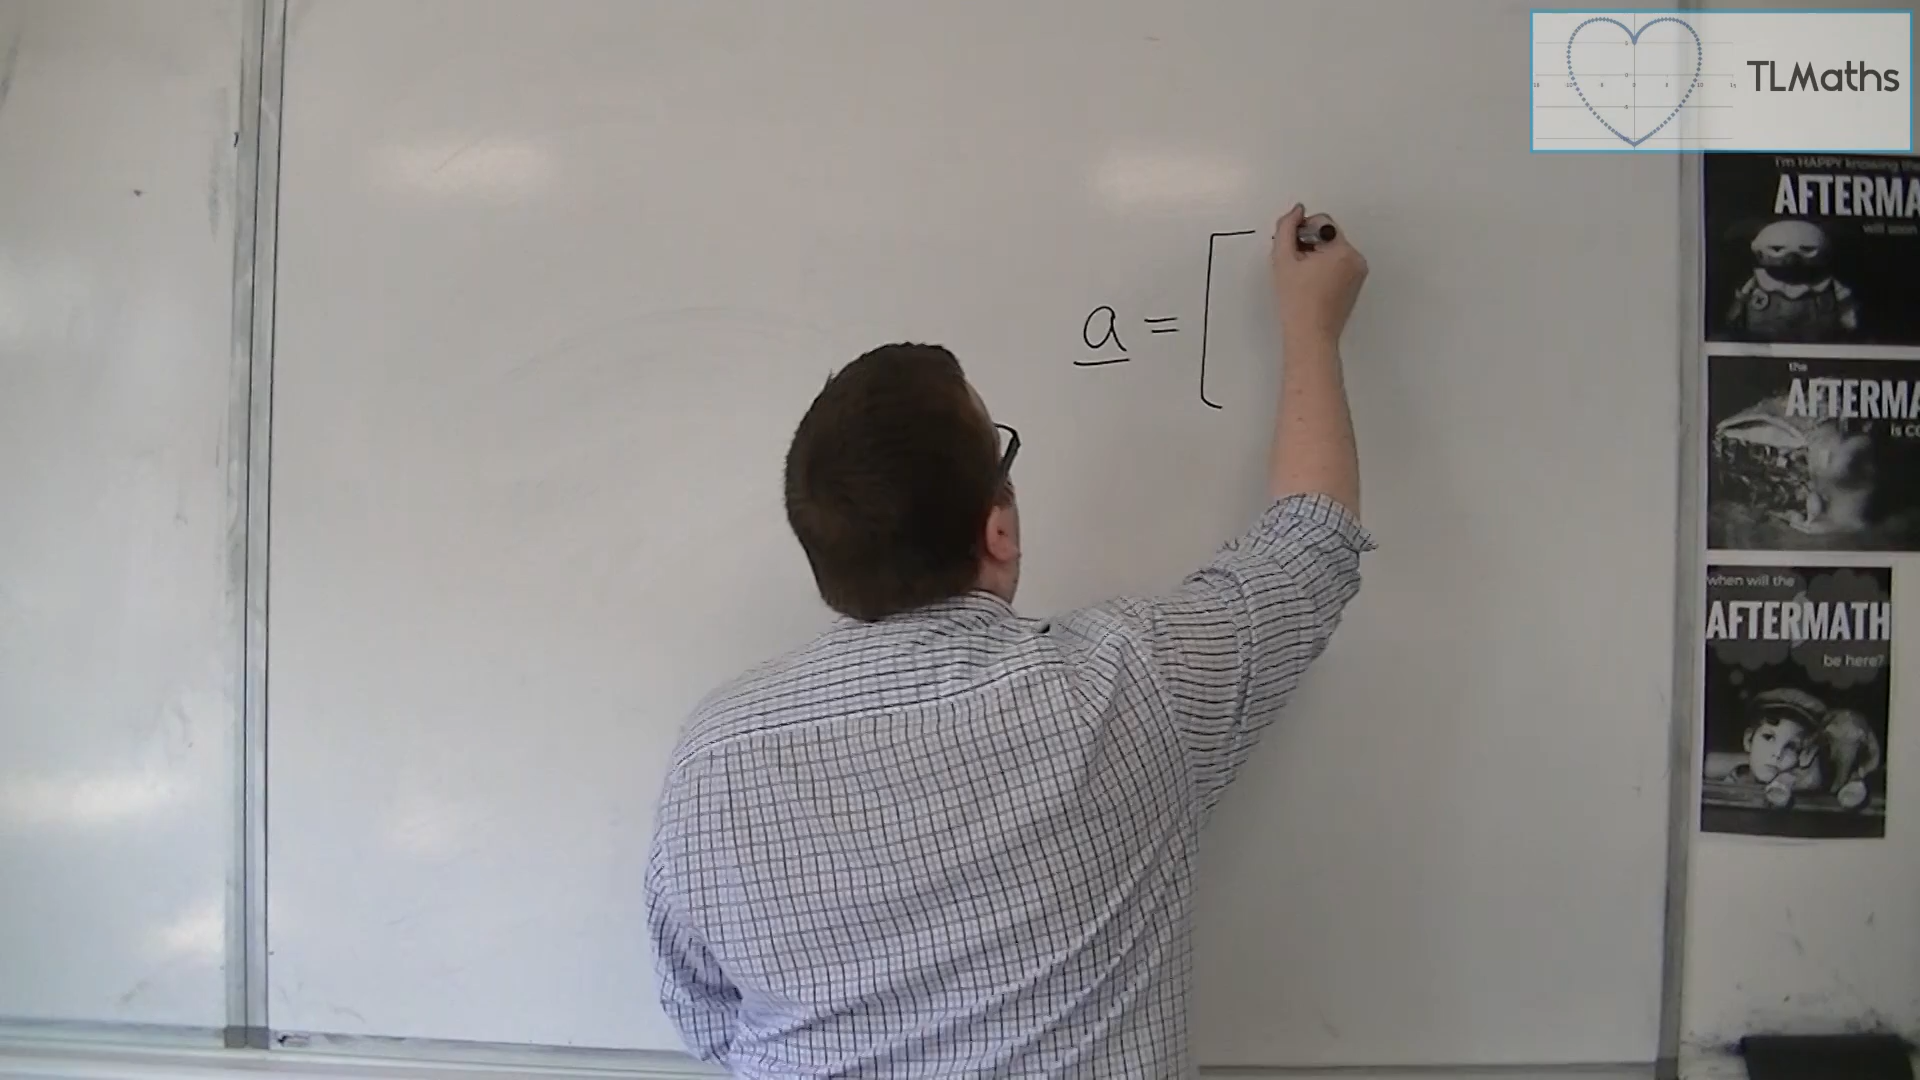 TLMaths
a = [
I'm HAPPY knowing the
AFTERMA
will soon
the
AFTERMA
is co
when will the
AFTERMATH
be here?